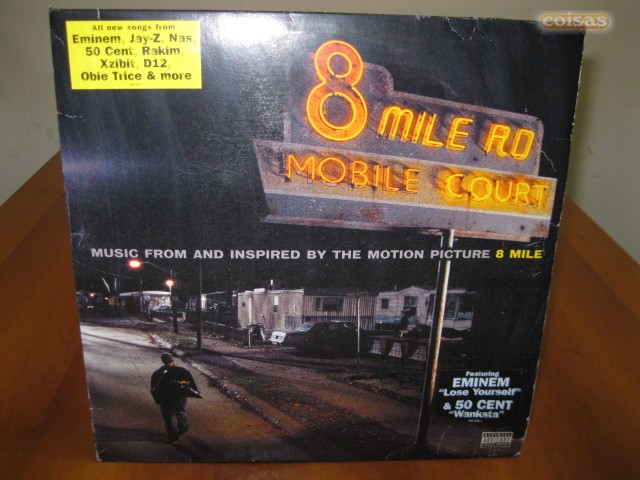 coisas
All new songs from
Eminem, Jay-Z, Nas,
50 Cent, Rakim,
Xzibit, D12,
Obie Trice & more
8 MILE RD
MOBILE COURT
MUSIC FROM AND INSPIRED BY THE MOTION PICTURE 8 MILE
Featuring
EMINEM
"Lose Yourself"
& 50 CENT
"Wanksta"
PARENTAL
ADVISORY
EXPLICIT CONTENT